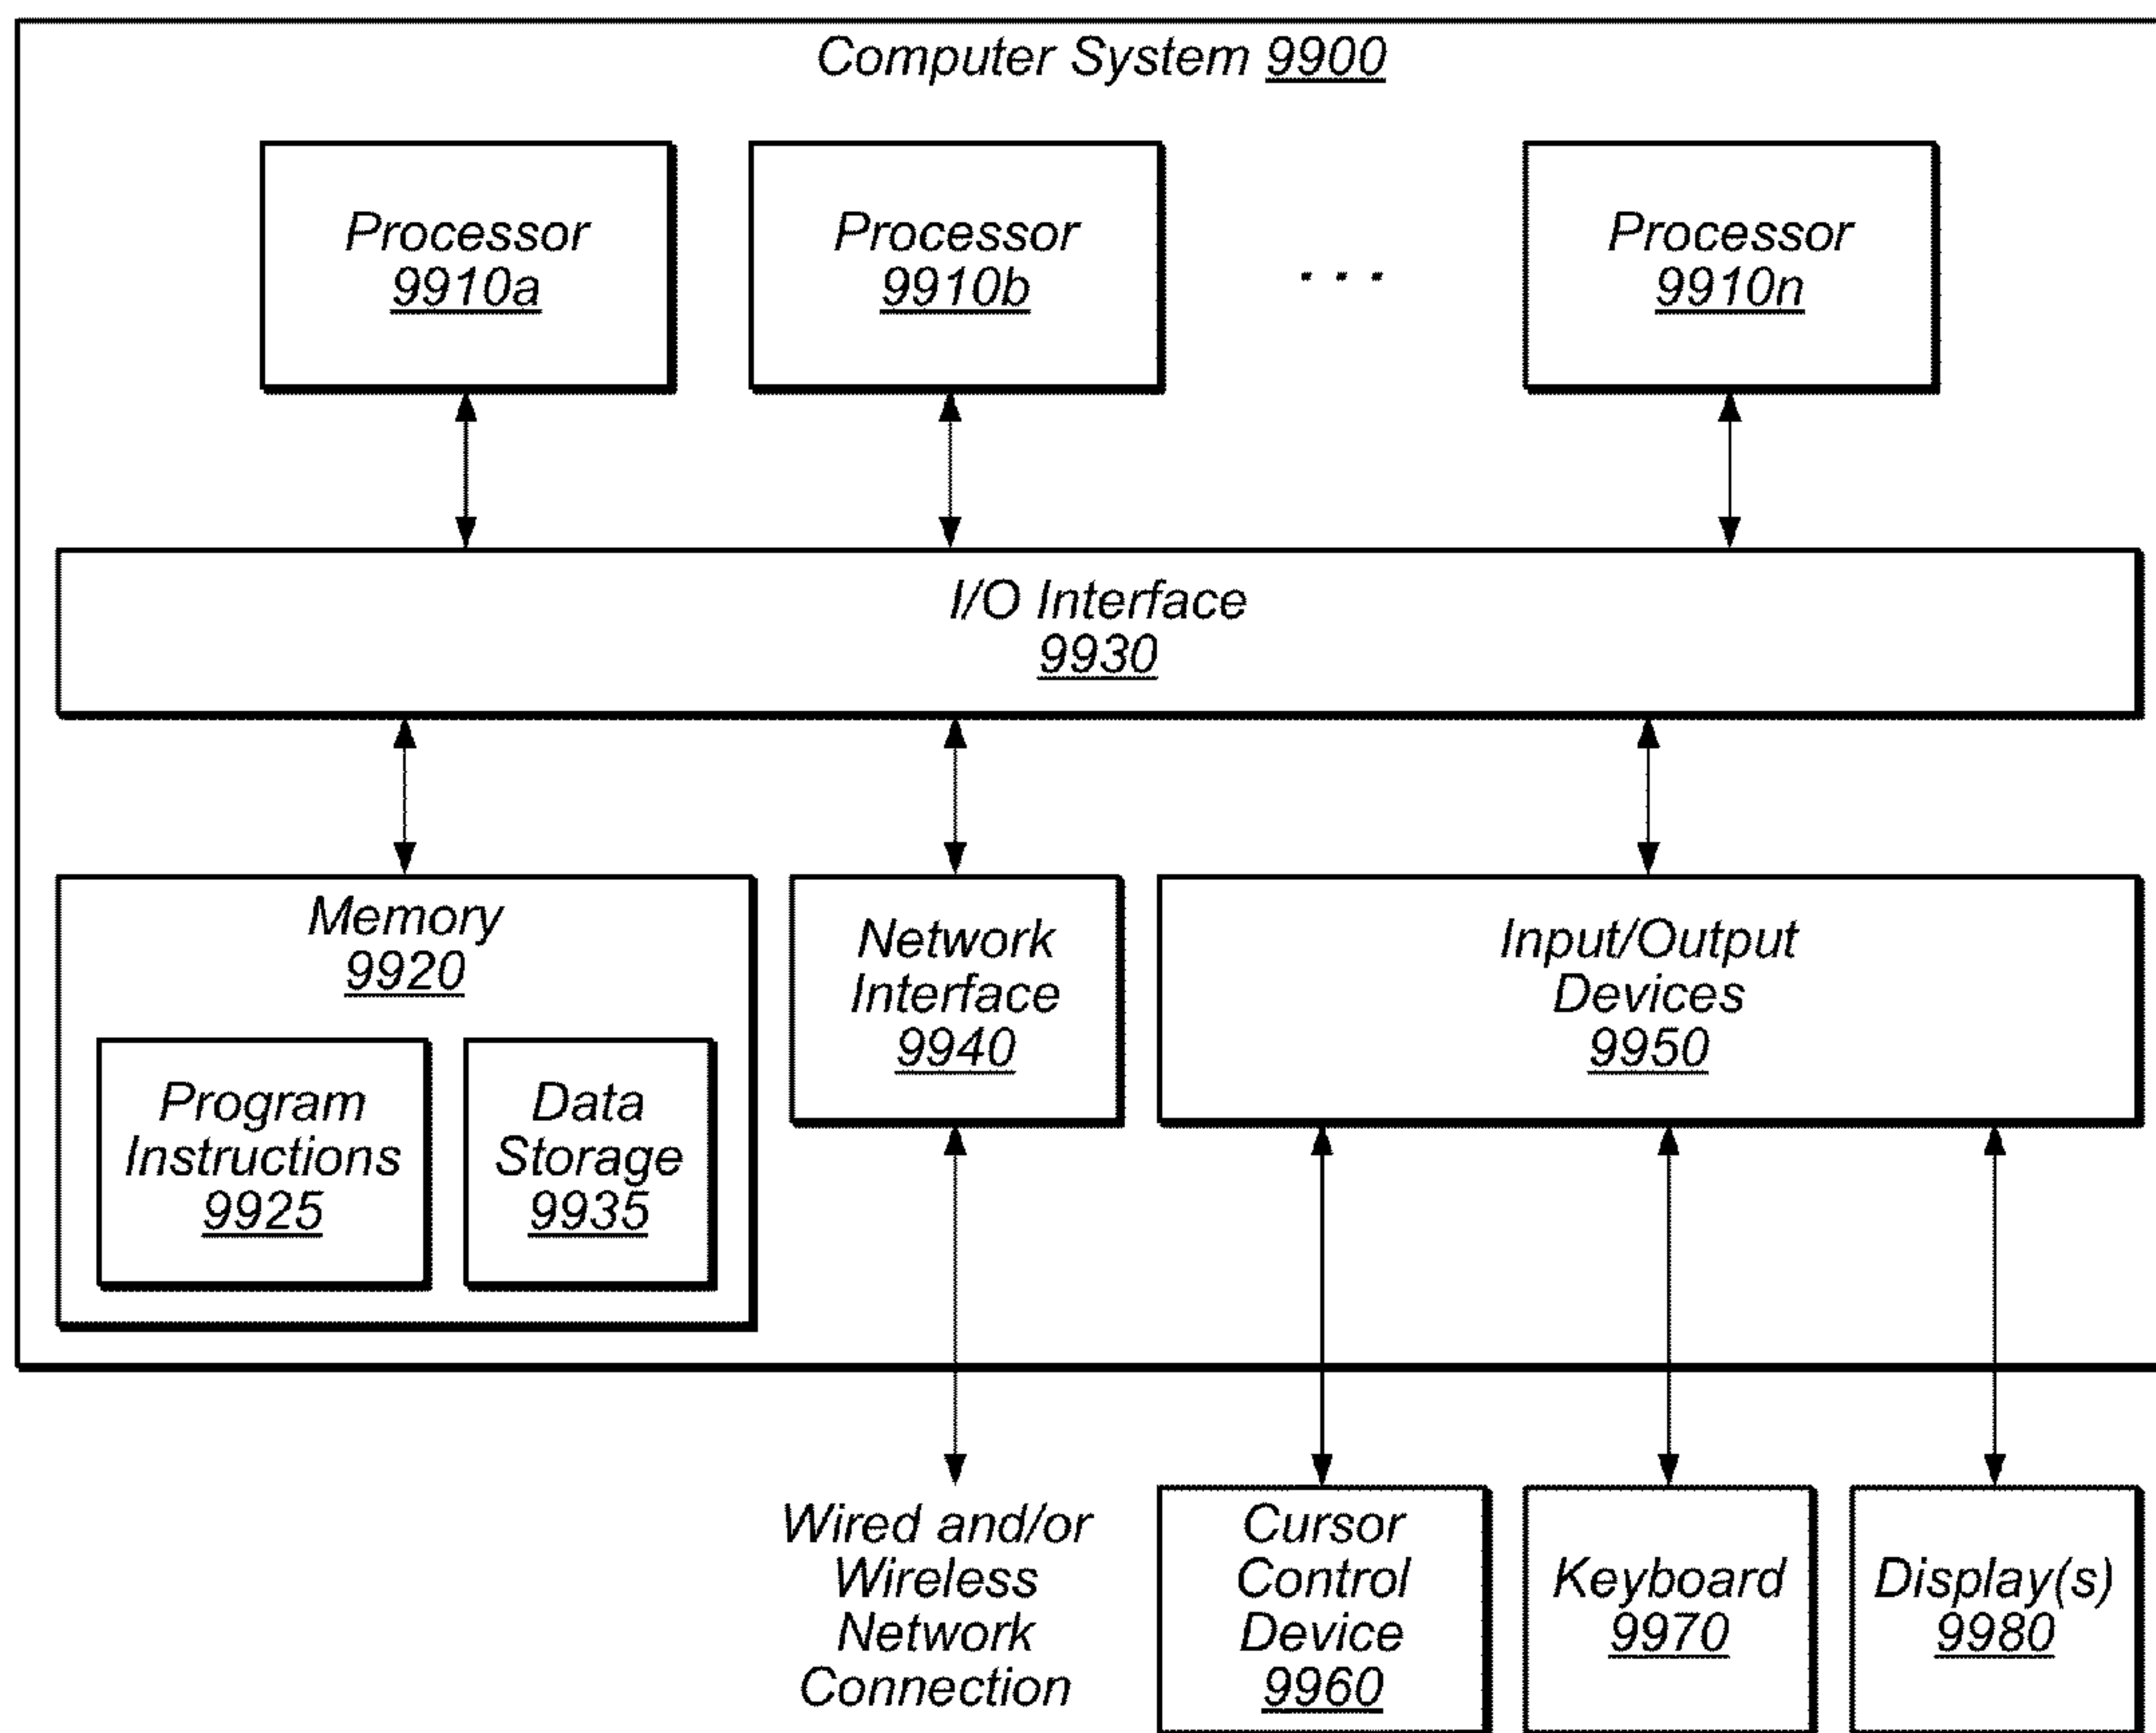 Computer System 9900
Processor
9910a
Processor
9910b
. . .
Processor
9910n
I/O Interface
9930
Memory
9920
Program
Instructions
9925
Data
Storage
9935
Network
Interface
9940
Input/Output
Devices
9950
Wired and/or
Wireless
Network
Connection
Cursor
Control
Device
9960
Keyboard
9970
Display(s)
9980